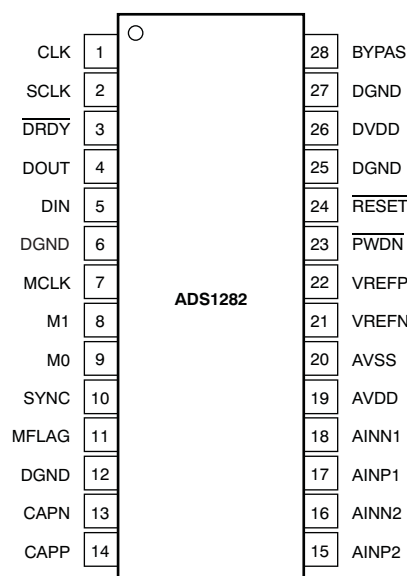 CLK 1 28 BYPAS
SCLK 2 27 DGND
DRDY 3 26 DVDD
DOUT 4 25 DGND
DIN 5 24 RESET
DGND 6 23 PWDN
MCLK 7 22 VREFP
ADS1282
M1 8 21 VREFN
M0 9 20 AVSS
SYNC 10 19 AVDD
MFLAG 11 18 AINN1
DGND 12 17 AINP1
CAPN 13 16 AINN2
CAPP 14 15 AINP2